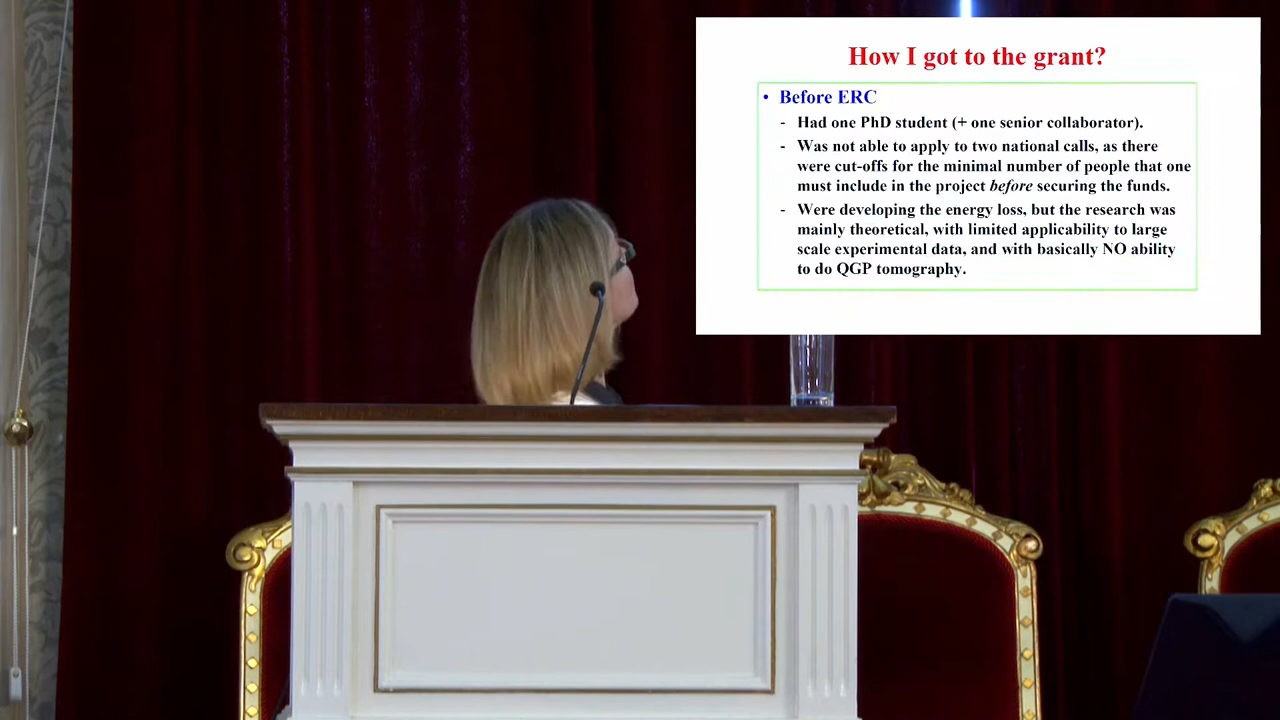 How I got to the grant?
• Before ERC
- Had one PhD student (+ one senior collaborator).
- Was not able to apply to two national calls, as there
were cut-offs for the minimal number of people that one
must include in the project before securing the funds.
- Were developing the energy loss, but the research was
mainly theoretical, with limited applicability to large
scale experimental data, and with basically NO ability
to do QGP tomography.